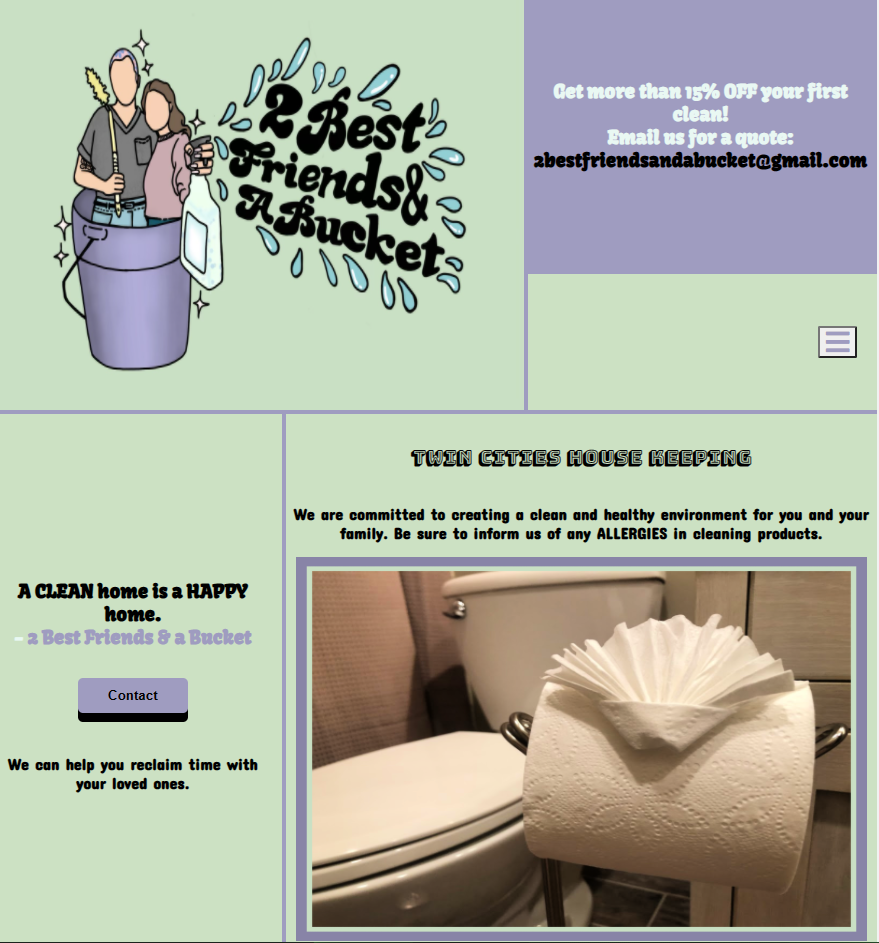 2 Best
Friends &
A Bucket
Get more than 15% OFF your first
clean!
Email us for a quote:
2bestfriendsandabucket@gmail.com
TWIN CITIES HOUSE KEEPING
We are committed to creating a clean and healthy environment for you and your
family. Be sure to inform us of any ALLERGIES in cleaning products.
A CLEAN home is a HAPPY
home.
- 2 Best Friends & a Bucket
Contact
We can help you reclaim time with
your loved ones.